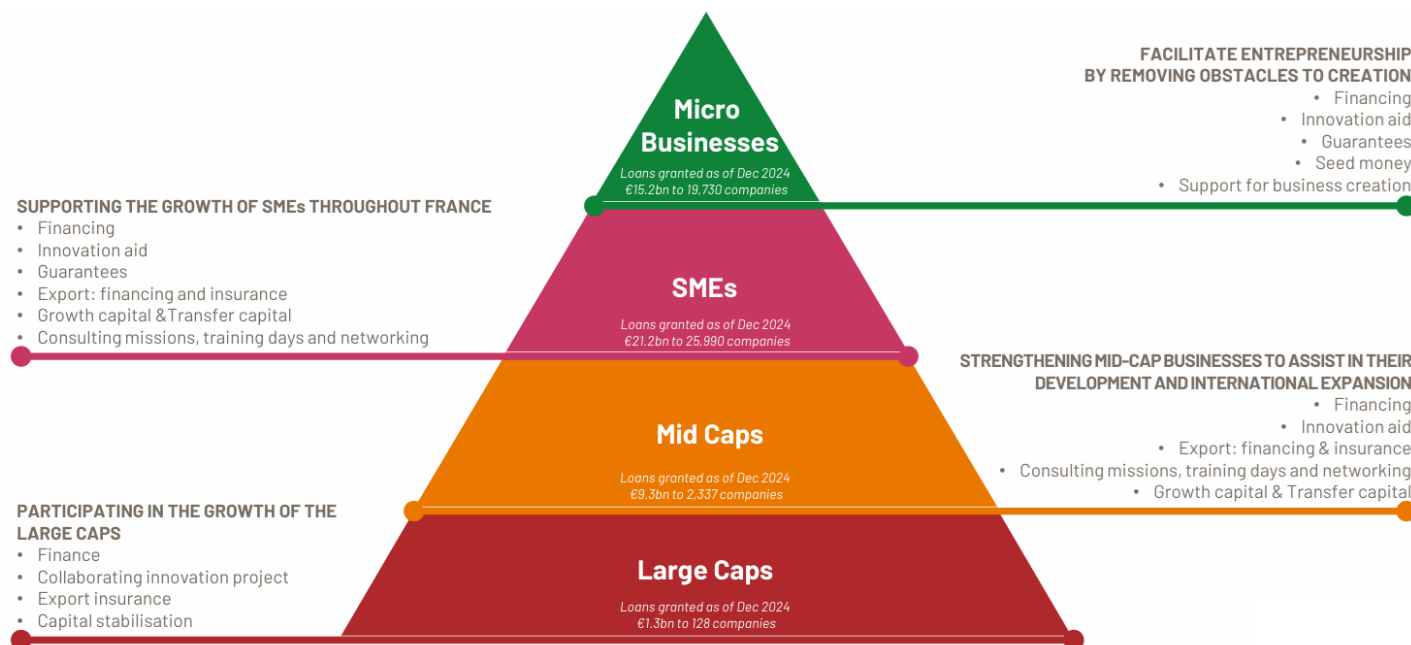 FACILITATE ENTREPRENEURSHIP
BY REMOVING OBSTACLES TO CREATION
• Financing
• Innovation aid
• Guarantees
• Seed money
• Support for business creation
Micro
Businesses
Loans granted as of Dec 2024
€15.2bn to 19,730 companies
SUPPORTING THE GROWTH OF SMEs THROUGHOUT FRANCE
• Financing
• Innovation aid
• Guarantees
• Export: financing and insurance
• Growth capital &Transfer capital
• Consulting missions, training days and networking
SMEs
Loans granted as of Dec 2024
€21.2bn to 25,990 companies
STRENGTHENING MID-CAP BUSINESSES TO ASSIST IN THEIR
DEVELOPMENT AND INTERNATIONAL EXPANSION
• Financing
• Innovation aid
• Export: financing & insurance
• Consulting missions, training days and networking
• Growth capital & Transfer capital
Mid Caps
Loans granted as of Dec 2024
€9.3bn to 2,337 companies
PARTICIPATING IN THE GROWTH OF THE
LARGE CAPS
• Finance
• Collaborating innovation project
• Export insurance
• Capital stabilisation
Large Caps
Loans granted as of Dec 2024
€1.3bn to 128 companies